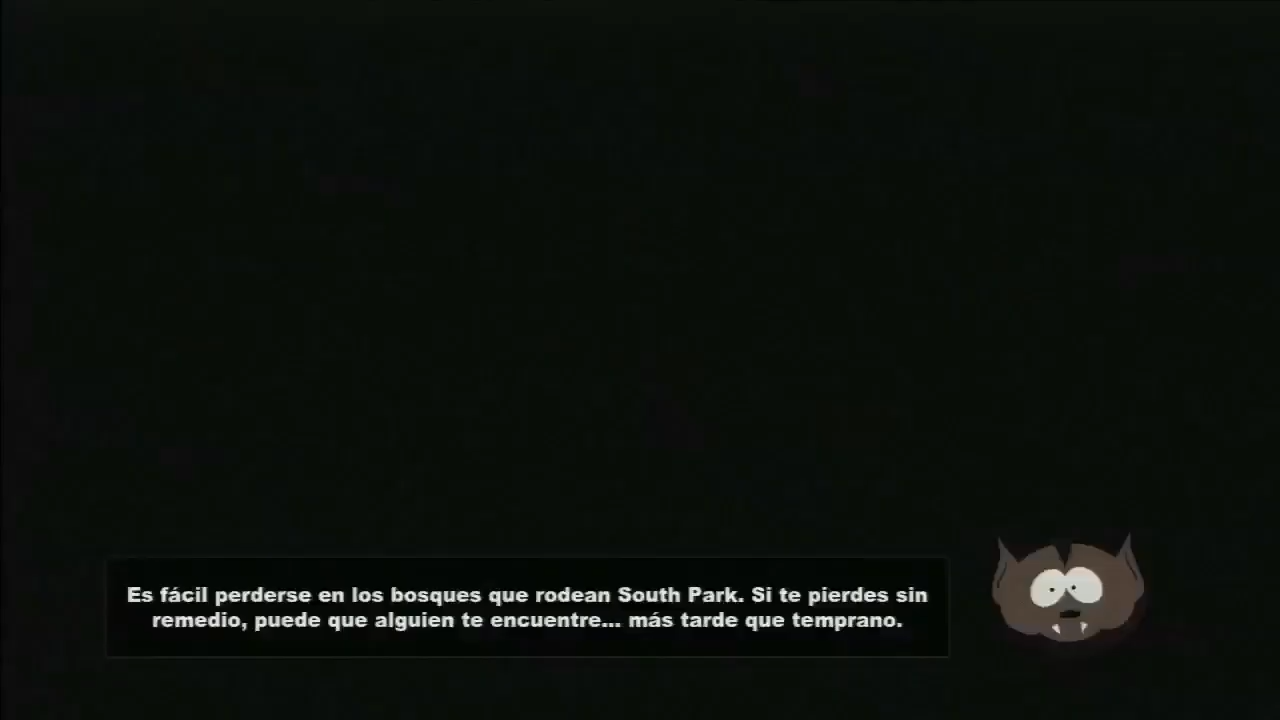 Es fácil perderse en los bosques que rodean South Park. Si te pierdes sin
remedio, puede que alguien te encuentre... más tarde que temprano.